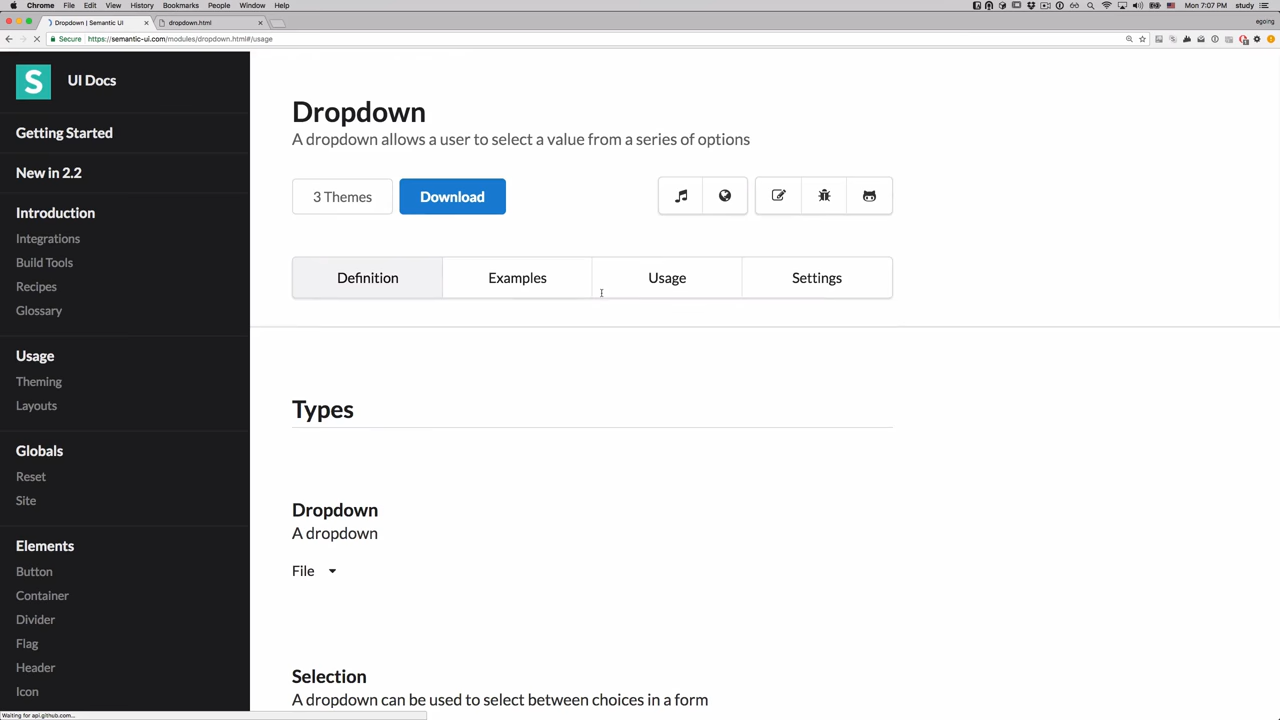 Chrome File Edit View History Bookmarks People Window Help
Mon 7:07 PM study
Dropdown | Semantic UI
dropdown.html
egoing
Secure https://semantic-ui.com/modules/dropdown.html#/usage
S
UI Docs
Getting Started
New in 2.2
Introduction
Integrations
Build Tools
Recipes
Glossary
Usage
Theming
Layouts
Globals
Reset
Site
Elements
Button
Container
Divider
Flag
Header
Icon
Dropdown
A dropdown allows a user to select a value from a series of options
3 Themes
Download
Definition
Examples
Usage
Settings
Types
Dropdown
A dropdown
File
Selection
A dropdown can be used to select between choices in a form
Waiting for api.github.com...